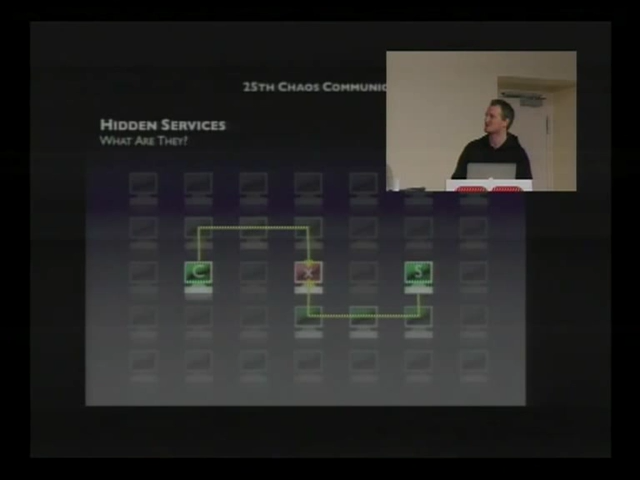 25TH CHAOS COMMUNIC
HIDDEN SERVICES
WHAT ARE THEY?
C X S